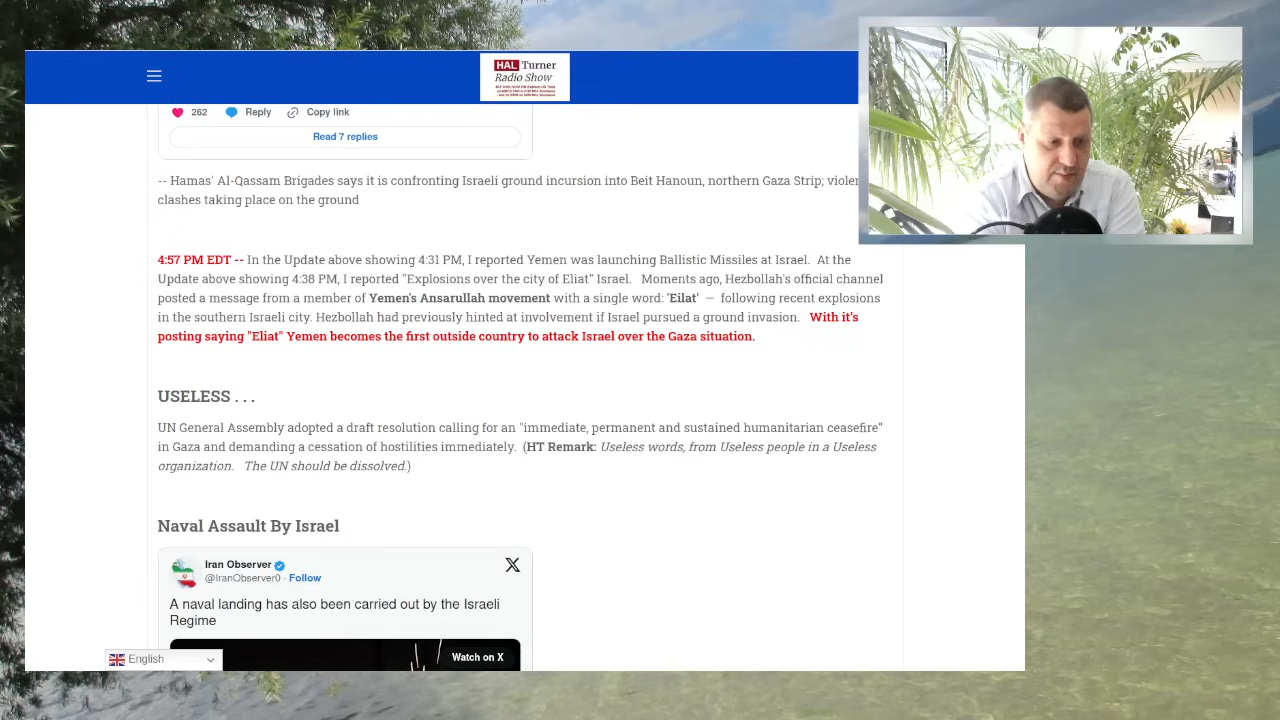 HAL Turner
Radio Show
262 Reply Copy link
Read 7 replies
-- Hamas' Al-Qassam Brigades says it is confronting Israeli ground incursion into Beit Hanoun, northern Gaza Strip;
clashes taking place on the ground
4:57 PM EDT -- In the Update above showing 4:31 PM, I reported Yemen was launching Ballistic Missiles at Israel. At the
Update above showing 4:38 PM, I reported "Explosions over the city of Eliat" Israel. Moments ago, Hezbollah's official channel
posted a message from a member of Yemen's Ansarullah movement with a single word: 'Eilat' — following recent explosions
in the southern Israeli city. Hezbollah had previously hinted at involvement if Israel pursued a ground invasion. With it's
posting saying "Eliat" Yemen becomes the first outside country to attack Israel over the Gaza situation.
USELESS . . .
UN General Assembly adopted a draft resolution calling for an "immediate, permanent and sustained humanitarian ceasefire"
in Gaza and demanding a cessation of hostilities immediately. (HT Remark: Useless words, from Useless people in a Useless
organization. The UN should be dissolved.)
Naval Assault By Israel
Iran Observer
@IranObserver0 · Follow
A naval landing has also been carried out by the Israeli
Regime
Watch on X
English